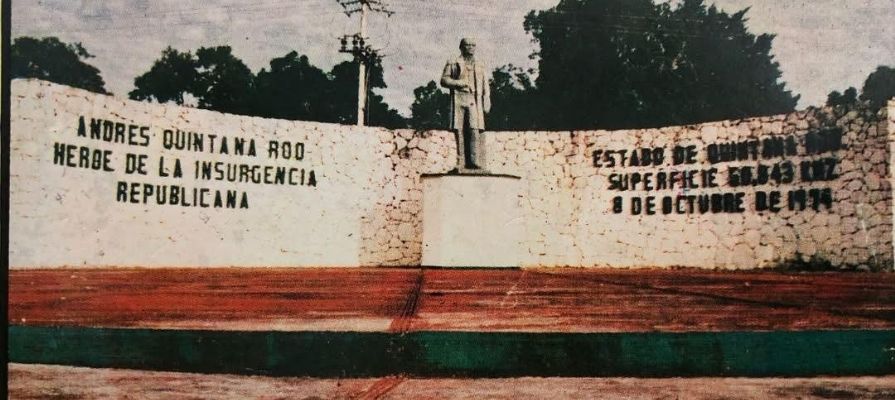 ANDRES QUINTANA ROO
HEROE DE LA INSURGENCIA
REPUBLICANA
ESTADO DE QUINTANA ROO
SUPERFICIE 50.843 KM2
8 DE OCTUBRE DE 1974